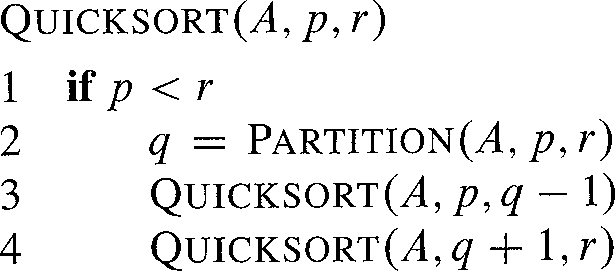 QUICKSORT(A, p, r)
1 if p < r
2 q = PARTITION(A, p, r)
3 QUICKSORT(A, p, q − 1)
4 QUICKSORT(A, q + 1, r)